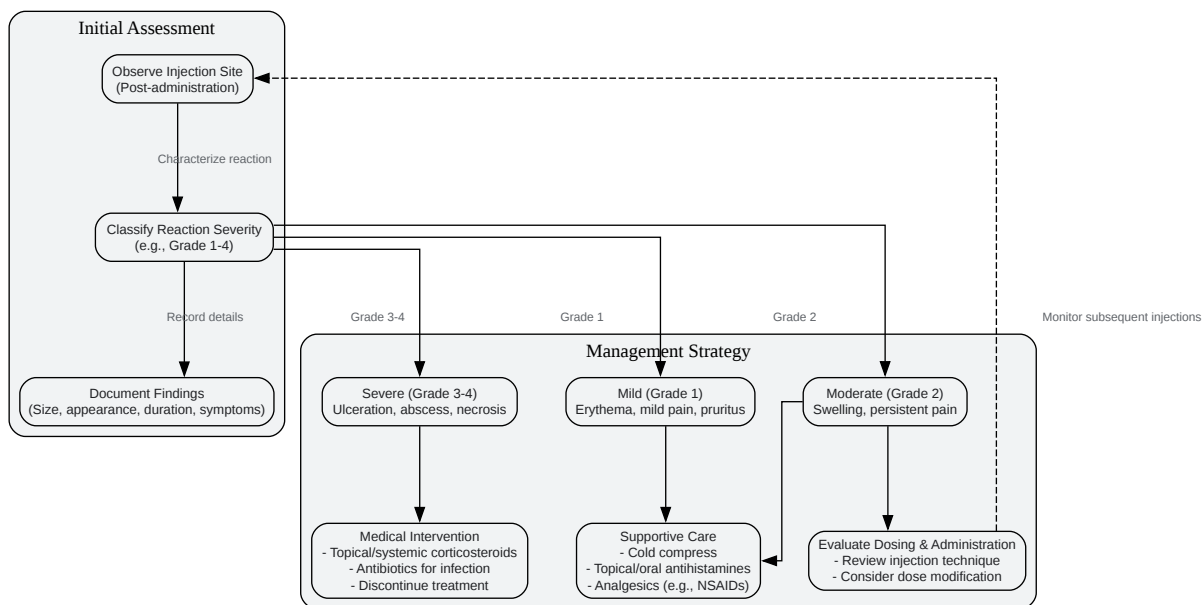 Initial Assessment
Observe Injection Site
(Post-administration)
Characterize reaction
Classify Reaction Severity
(e.g., Grade 1-4)
Record details
Grade 3-4
Grade 1
Grade 2
Monitor subsequent injections
Management Strategy
Document Findings
(Size, appearance, duration, symptoms)
Severe (Grade 3-4)
Ulceration, abscess, necrosis
Mild (Grade 1)
Erythema, mild pain, pruritus
Moderate (Grade 2)
Swelling, persistent pain
Medical Intervention
- Topical/systemic corticosteroids
- Antibiotics for infection
- Discontinue treatment
Supportive Care
- Cold compress
- Topical/oral antihistamines
- Analgesics (e.g., NSAIDs)
Evaluate Dosing & Administration
- Review injection technique
- Consider dose modification